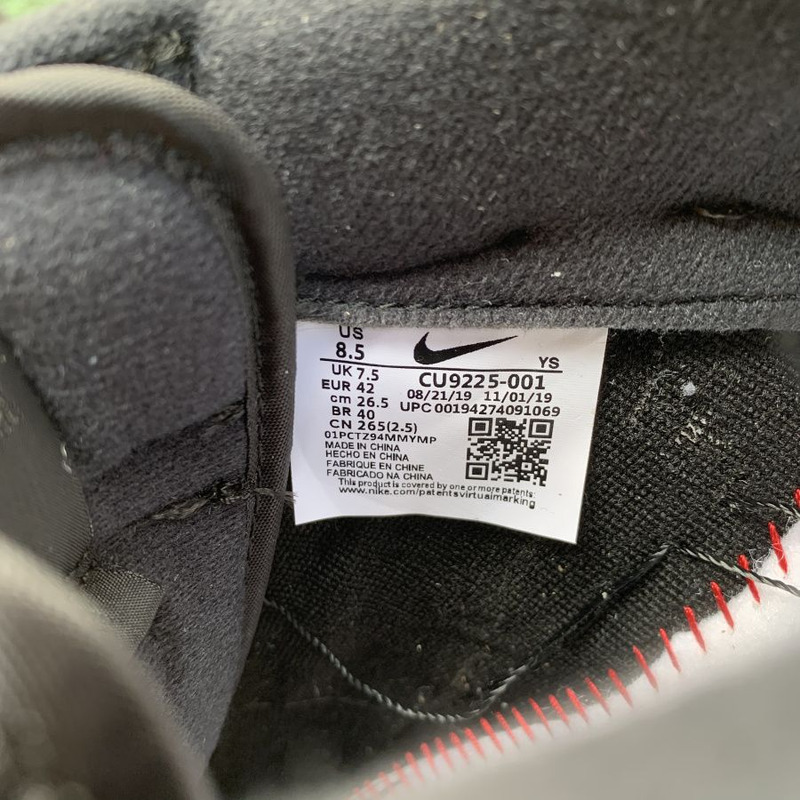 US
8.5
YS
UK 7.5
CU9225-001
EUR 42
08/21/19 11/01/19
cm 26.5
UPC 00194274091069
BR 40
CN 265(2.5)
01PCTZ94MMYMP
MADE IN CHINA
HECHO EN CHINA
FABRIQUE EN CHINE
FABRICADO NA CHINA
This product is covered by one or more patents:
www.nike.com/patentsvirtualmarking